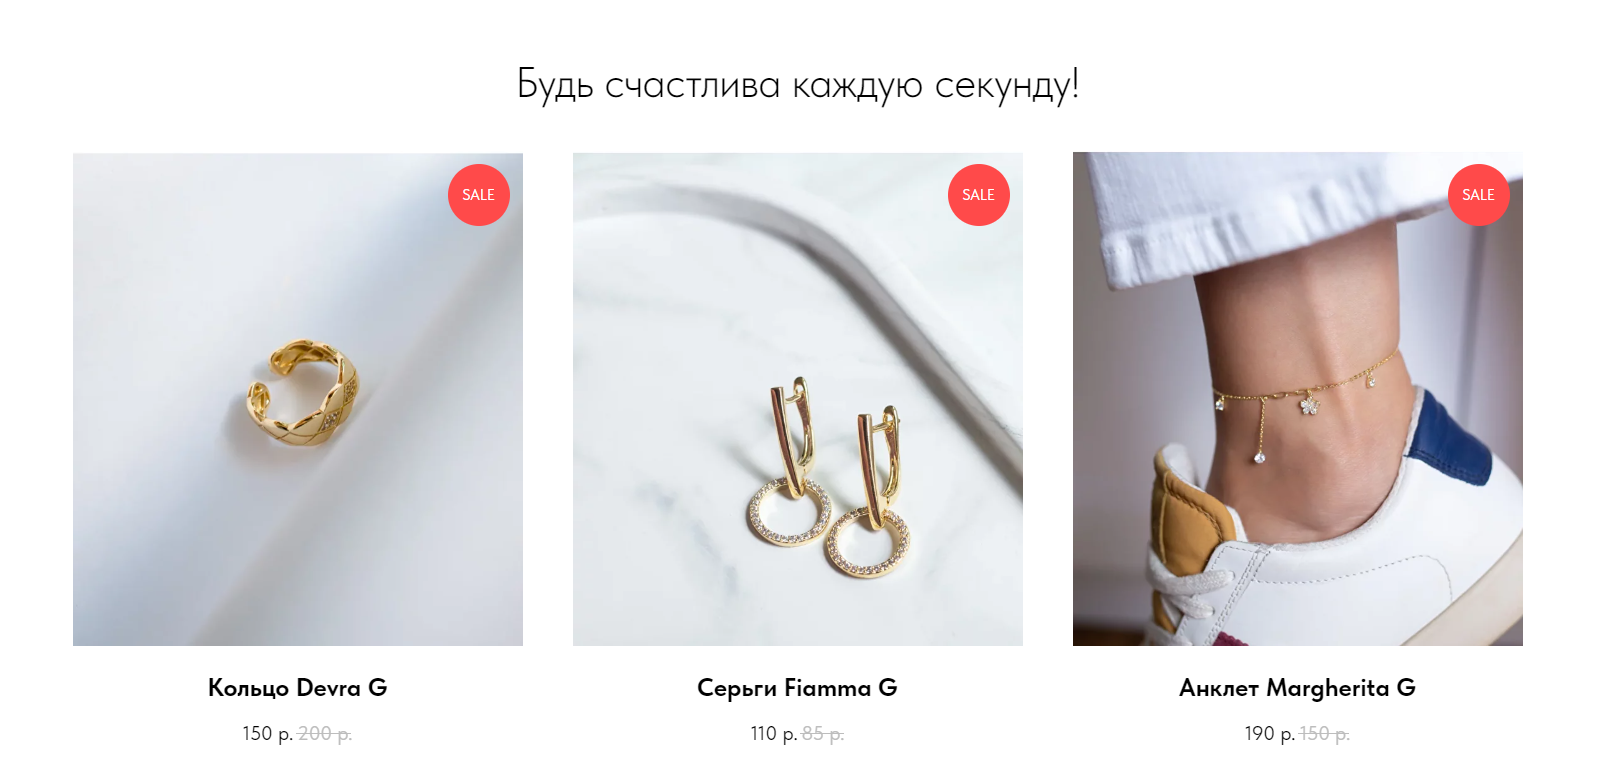 Будь счастлива каждую секунду!
SALE
SALE
SALE
Кольцо Devra G
Серьги Fiamma G
Анклет Margherita G
150 р. 200 р.
110 р. 85 р.
190 р. 150 р.